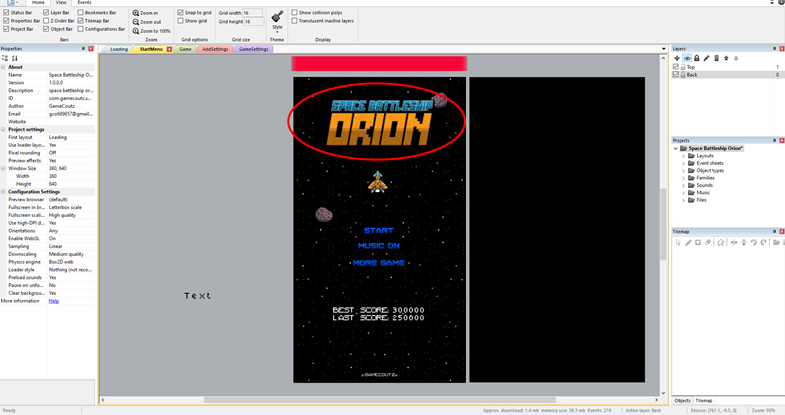 Home View Events
Status Bar Layer Bar Bookmarks Bar
Properties Bar Z Order Bar Tilemap Bar
Project Bar Object Bar Configurations Bar
Bars
Zoom in
Zoom out
Zoom to 100%
Zoom
Snap to grid
Show grid
Grid options
Grid width 16
Grid height 16
Grid size
Style
Theme
Show collision polys
Translucent inactive layers
Display
Properties
About
Name Space Battleship O...
Version 1.0.0.0
Description space battleship o...
ID com.gamecoutz.s...
Author GameCoutz
Email gco669657@gmail...
Website
Project settings
First layout Loading
Use loader layo... Yes
Pixel rounding Off
Preview effects Yes
Window Size 360, 640
Width 360
Height 640
Configuration Settings
Preview browser (default)
Fullscreen in br... Letterbox scale
Fullscreen scali... High quality
Use high-DPI d... Yes
Orientations Any
Enable WebGL On
Sampling Linear
Downscaling Medium quality
Physics engine Box2D web
Loader style Nothing (not reco...
Preload sounds Yes
Pause on unfo... No
Clear backgrou... Yes
More information Help
Loading StartMenu Game AddSettings GameSettings
SPACE BATTLESHIP
ORION
START
MUSIC ON
MORE GAME
Text
BEST SCORE: 300000
LAST SCORE: 250000
GAMECOUTZ
Layers
Top 1
Back 0
Projects
Space Battleship Orion*
Layouts
Event sheets
Object types
Families
Sounds
Music
Files
Tilemap
Objects Tilemap
Ready
Approx. download: 1.4 mb memory use: 36.3 mb Events: 210 Active layer: Back Mouse: (761.1, -8.5, 0) Zoom: 93%